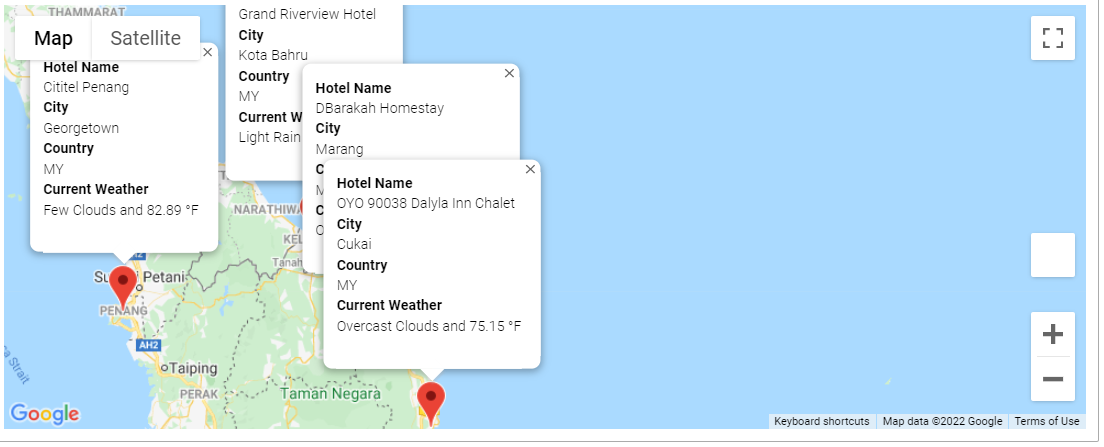 THAMMARAT
Map
Satellite
Hotel Name
Cititel Penang
City
Georgetown
Country
MY
Current Weather
Few Clouds and 82.89 °F
Grand Riverview Hotel
City
Kota Bahru
Country
MY
Current W
Light Rain
Hotel Name
DBarakah Homestay
City
Marang
Hotel Name
OYO 90038 Dalyla Inn Chalet
City
Cukai
Country
MY
Current Weather
Overcast Clouds and 75.15 °F
NARATHIWA
KEL
Tanah
Petani
PENANG
AH2
Taiping
PERAK
Taman Negara
a Strait
Google
Keyboard shortcuts
Map data ©2022 Google
Terms of Use